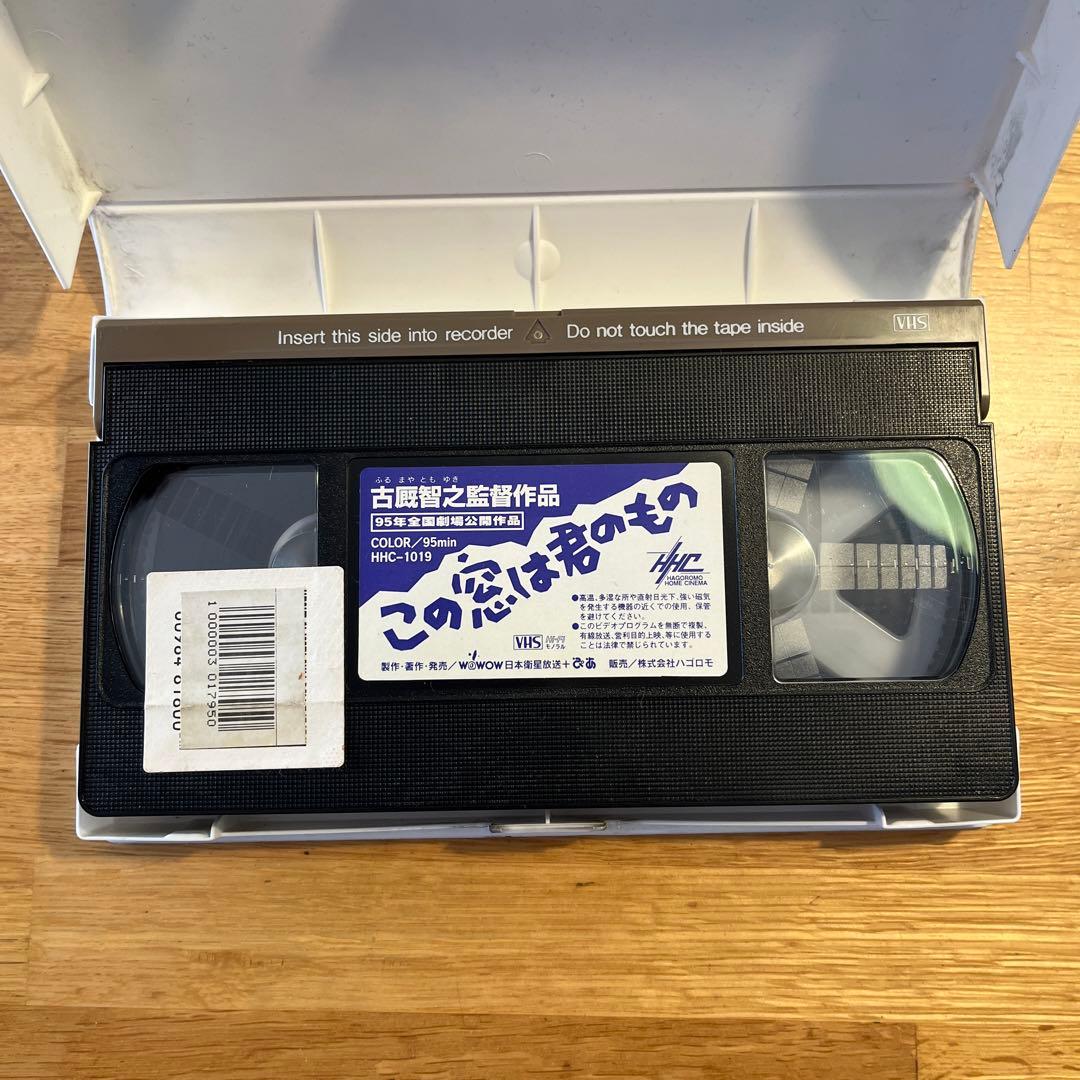 Insert this side into recorder Do not touch the tape inside VHS
ふる まや とも ゆき
古厩智之監督作品
95年全国劇場公開作品
COLOR/95min
HHC-1019
この窓は君のもの
HHC
HAGOROMO
HOME CINEMA
●高温、多湿な所や直射日光下、強い磁気
を発生する機器の近くでの使用、保管
を避けてください。
●このビデオプログラムを無断で複製、
有線放送、営利目的上映、等に使用する
ことは法律で禁じられています。
VHS Hi-Fi
モノラル
製作・著作・発売/WOWOW日本衛星放送+ぴあ 販売/株式会社ハゴロモ
1 000003 017950